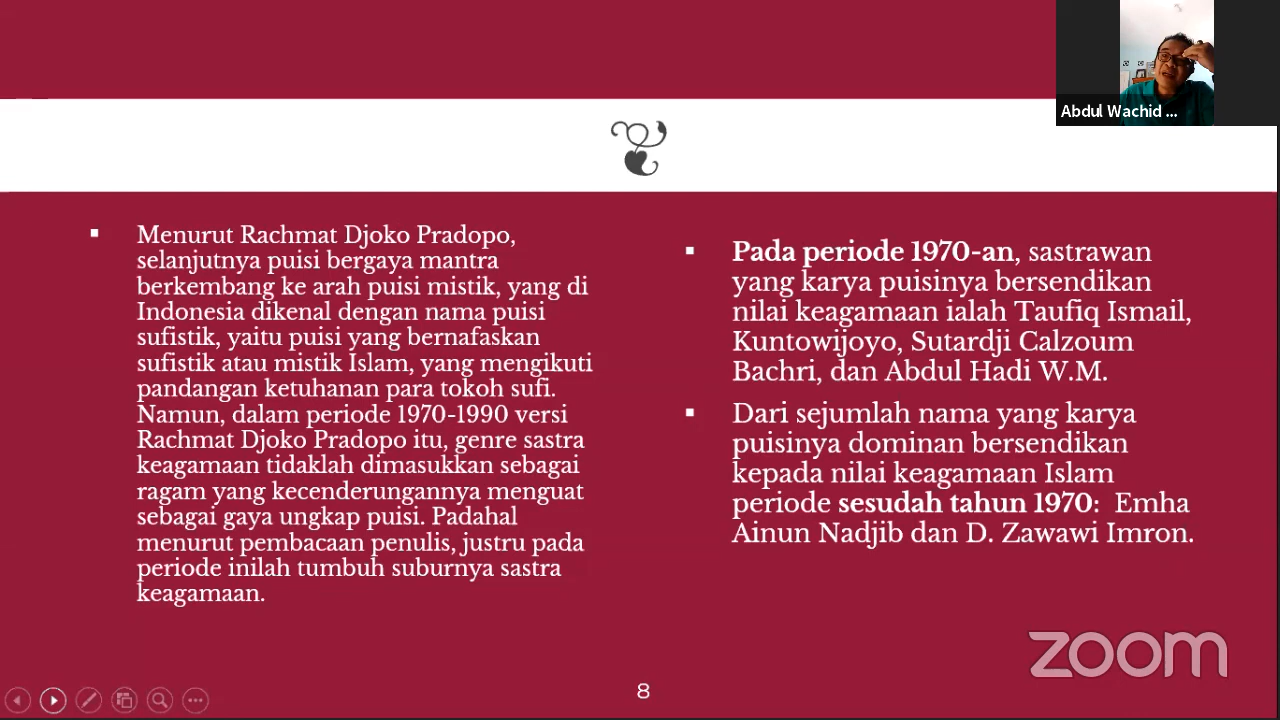 Abdul Wachid ...
Menurut Rachmat Djoko Pradopo,
selanjutnya puisi bergaya mantra
berkembang ke arah puisi mistik, yang di
Indonesia dikenal dengan nama puisi
sufistik, yaitu puisi yang bernafaskan
sufistik atau mistik Islam, yang mengikuti
pandangan ketuhanan para tokoh sufi.
Namun, dalam periode 1970-1990 versi
Rachmat Djoko Pradopo itu, genre sastra
keagamaan tidaklah dimasukkan sebagai
ragam yang kecenderungannya menguat
sebagai gaya ungkap puisi. Padahal
menurut pembacaan penulis, justru pada
periode inilah tumbuh suburnya sastra
keagamaan.
Pada periode 1970-an, sastrawan
yang karya puisinya bersendikan
nilai keagamaan ialah Taufiq Ismail,
Kuntowijoyo, Sutardji Calzoum
Bachri, dan Abdul Hadi W.M.
Dari sejumlah nama yang karya
puisinya dominan bersendikan
kepada nilai keagamaan Islam
periode sesudah tahun 1970: Emha
Ainun Nadjib dan D. Zawawi Imron.
zoom
8